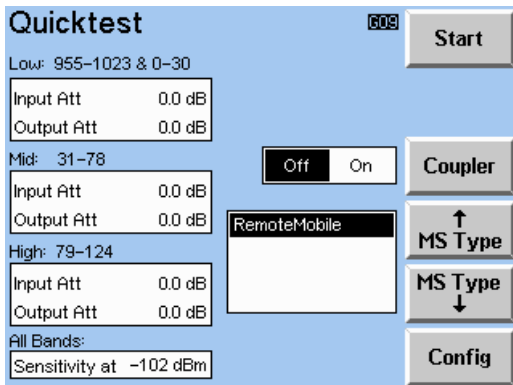 Quicktest
G09
Start
Low: 955-1023 & 0-30
Input Att 0.0 dB
Output Att 0.0 dB
Mid: 31-78
Off On
Coupler
Input Att 0.0 dB
Output Att 0.0 dB
RemoteMobile
↑
MS Type
High: 79-124
Input Att 0.0 dB
Output Att 0.0 dB
MS Type
↓
All Bands:
Sensitivity at -102 dBm
Config